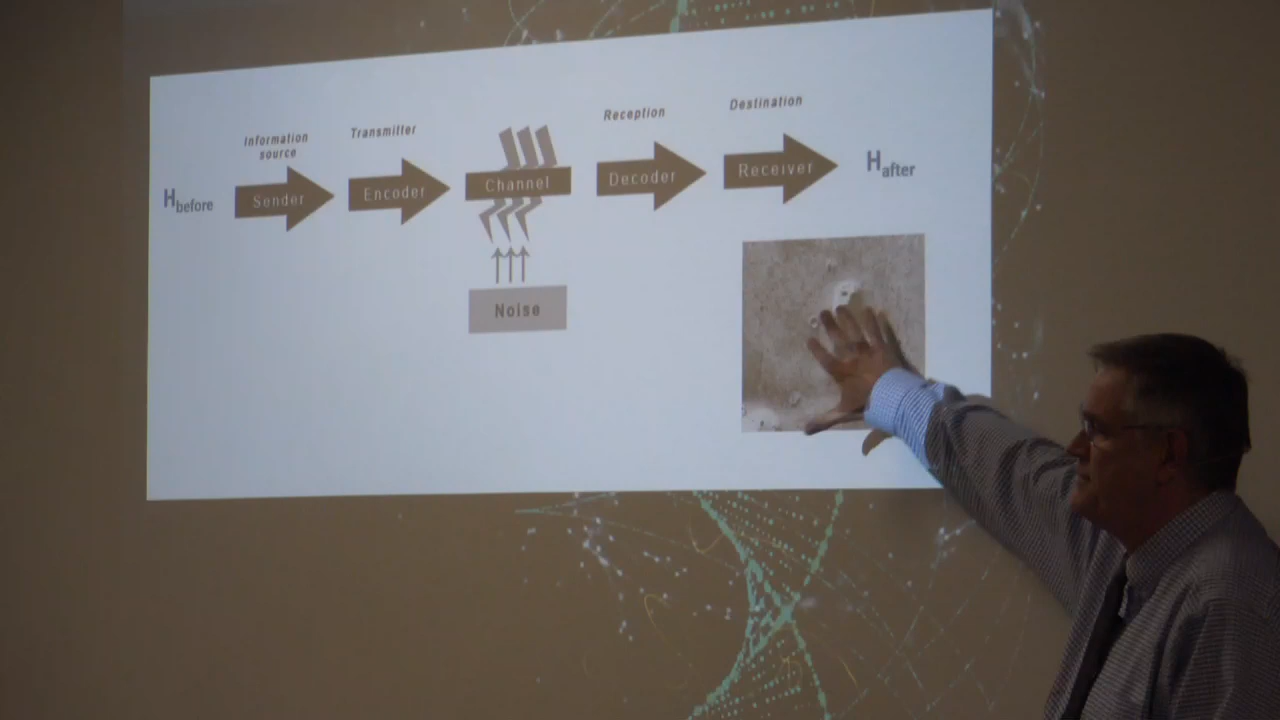 Information
source
Transmitter
Reception
Destination
Hbefore
Sender
Encoder
Channel
Decoder
Receiver
Hafter
Noise